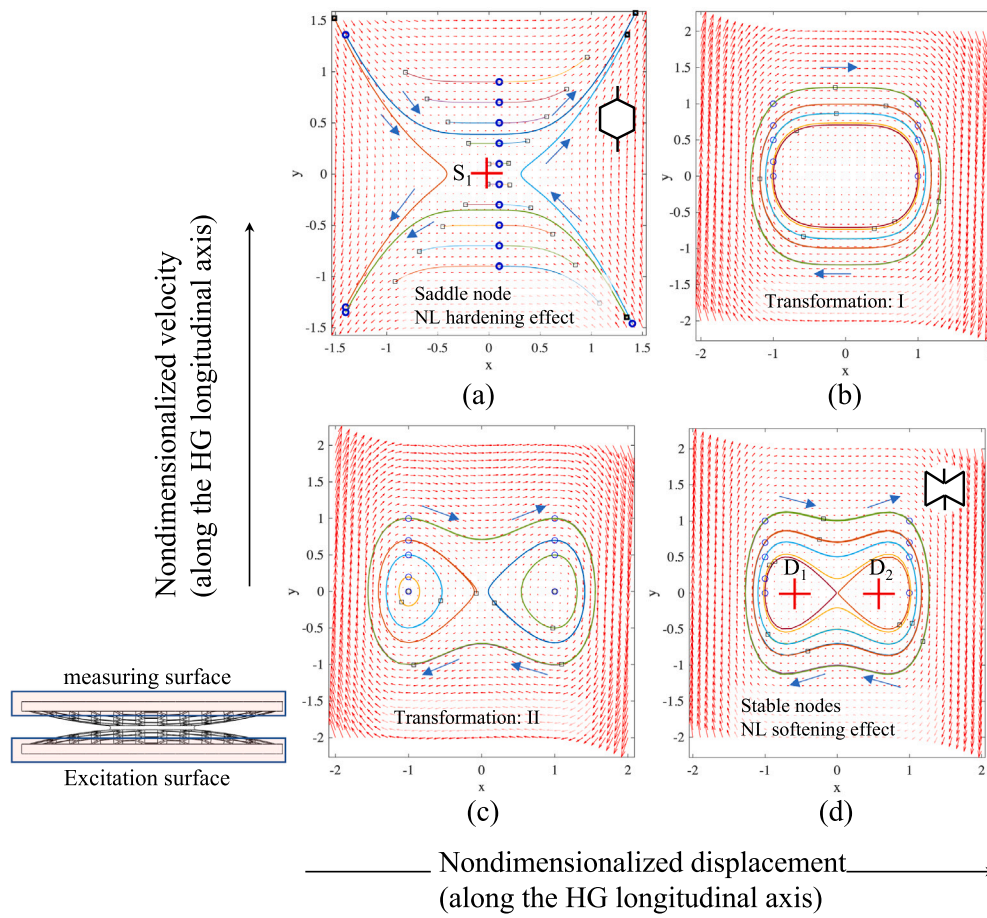 1.5
1
0.5
0
-0.5
-1
-1.5
y
S1
Saddle node
NL hardening effect
-1.5 -1 -0.5 0 0.5 1 1.5
x
(a)
2
1.5
1
0.5
0
-0.5
-1
-1.5
-2
y
Transformation: I
-2 -1 0 1 2
x
(b)
Nondimensionalized velocity
(along the HG longitudinal axis)
2
1.5
1
0.5
0
-0.5
-1
-1.5
-2
y
Transformation: II
-2 -1 0 1 2
x
(c)
2
1.5
1
0.5
0
-0.5
-1
-1.5
-2
y
D1 D2
Stable nodes
NL softening effect
-2 -1 0 1 2
x
(d)
measuring surface
Excitation surface
Nondimensionalized displacement
(along the HG longitudinal axis)